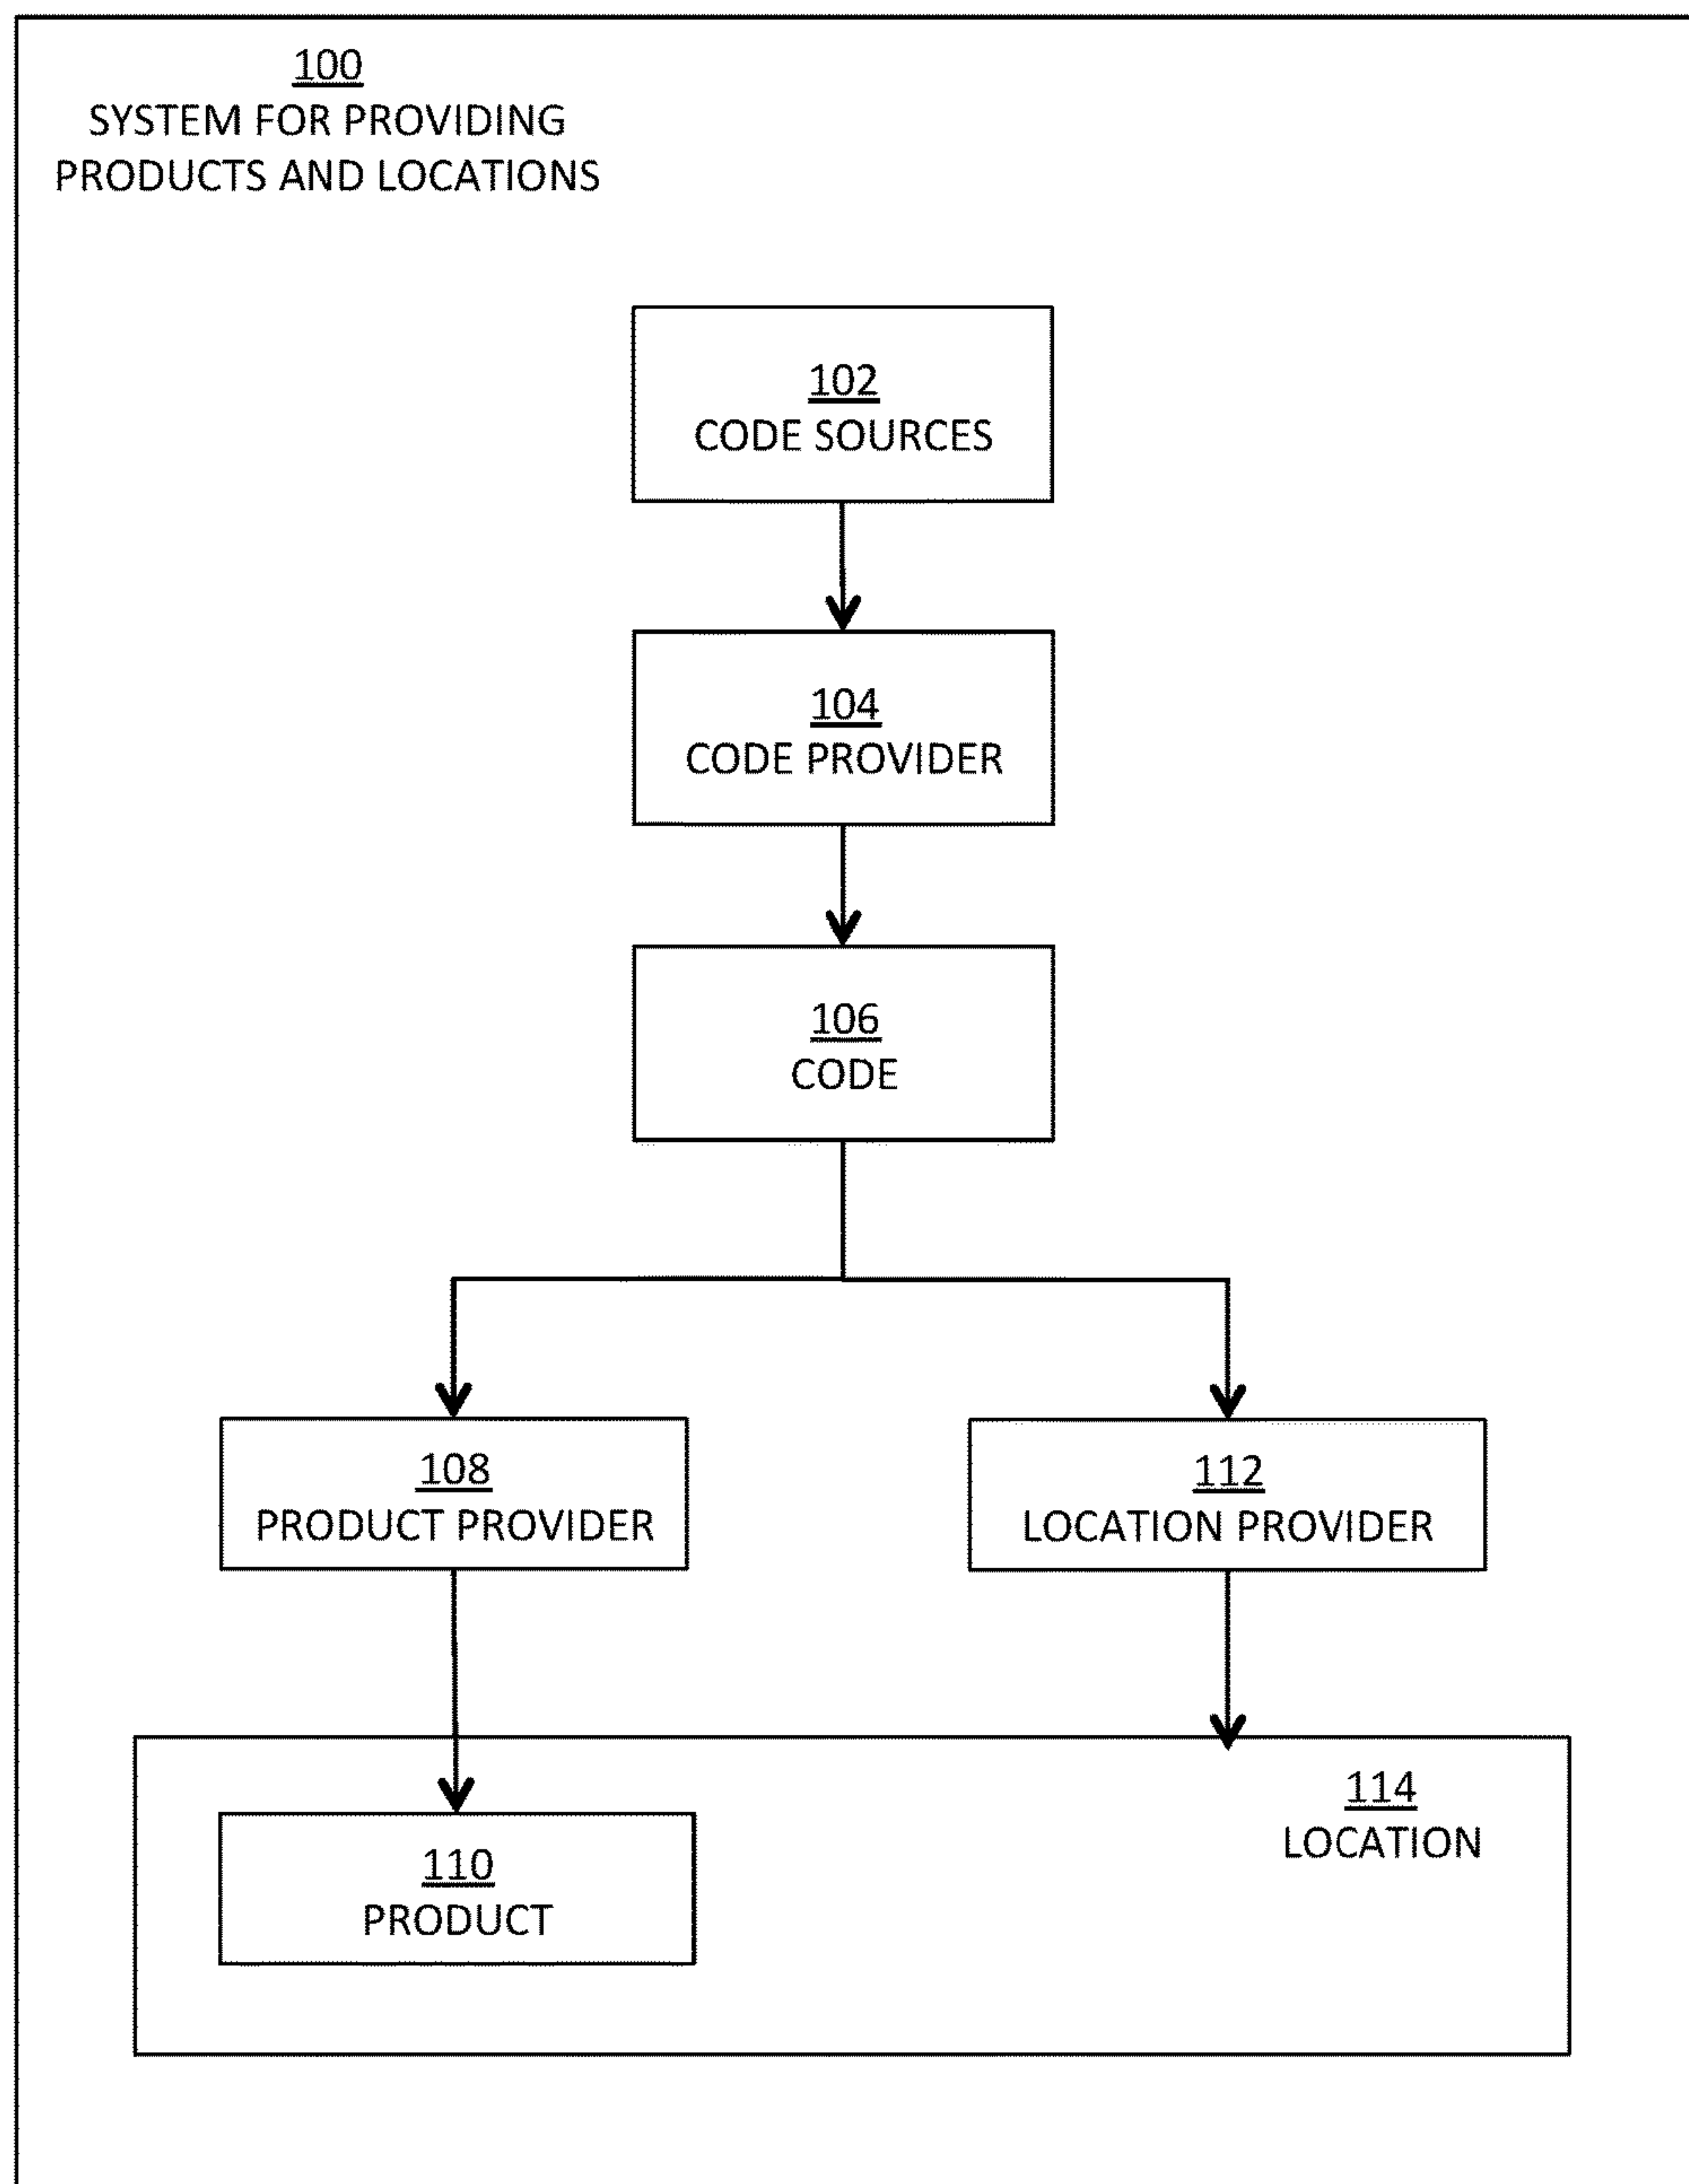 100
SYSTEM FOR PROVIDING
PRODUCTS AND LOCATIONS
102
CODE SOURCES
104
CODE PROVIDER
106
CODE
108
PRODUCT PROVIDER
112
LOCATION PROVIDER
114
LOCATION
110
PRODUCT